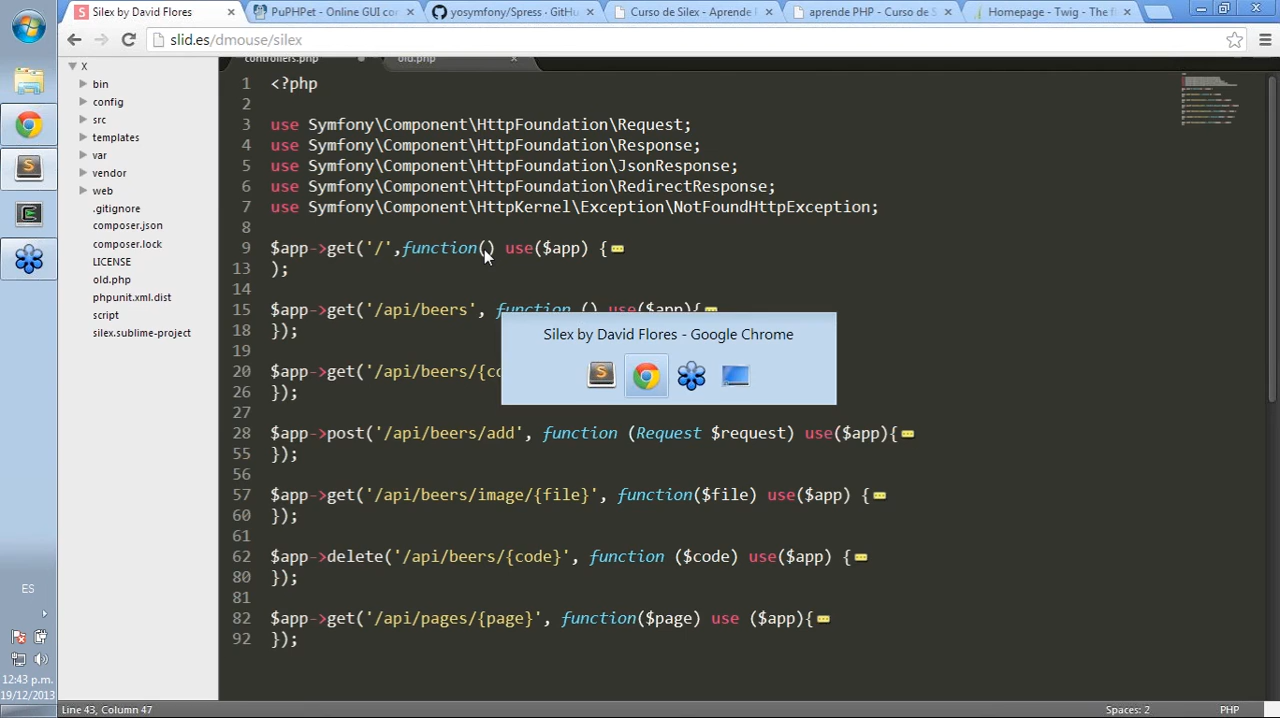 Silex by David Flores
PuPHPet - Online GUI con
yosymfony/Spress · GitHu
Curso de Silex - Aprende
aprende PHP - Curso de S
Homepage - Twig - The fl
slid.es/dmouse/silex
X
bin
config
src
templates
var
vendor
web
.gitignore
composer.json
composer.lock
LICENSE
old.php
phpunit.xml.dist
script
silex.sublime-project
controllers.php
old.php
1 <?php
2
3 use Symfony\Component\HttpFoundation\Request;
4 use Symfony\Component\HttpFoundation\Response;
5 use Symfony\Component\HttpFoundation\JsonResponse;
6 use Symfony\Component\HttpFoundation\RedirectResponse;
7 use Symfony\Component\HttpKernel\Exception\NotFoundHttpException;
8
9 $app->get('/',function() use($app) {
13 );
14
15 $app->get('/api/beers', function () use($app){
18 });
19
20 $app->get('/api/beers/{co
26 });
27
28 $app->post('/api/beers/add', function (Request $request) use($app){
55 });
56
57 $app->get('/api/beers/image/{file}', function($file) use($app) {
60 });
61
62 $app->delete('/api/beers/{code}', function ($code) use($app) {
80 });
81
82 $app->get('/api/pages/{page}', function($page) use ($app){
92 });
Silex by David Flores - Google Chrome
ES
12:43 p.m.
19/12/2013
Line 43, Column 47
Spaces: 2
PHP